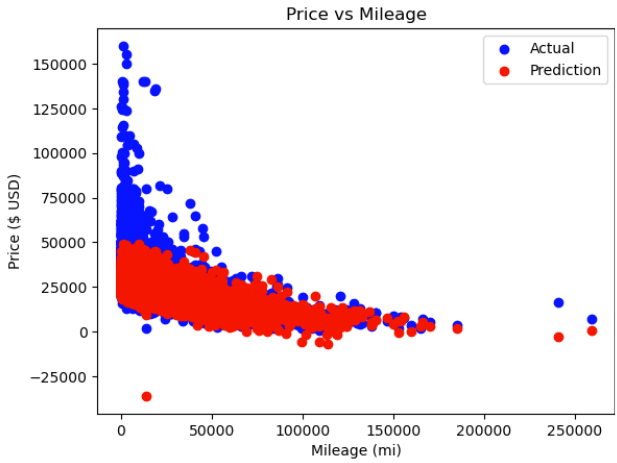 Price vs Mileage
Actual
Prediction
Price ($ USD)
150000
125000
100000
75000
50000
25000
0
−25000
0 50000 100000 150000 200000 250000
Mileage (mi)